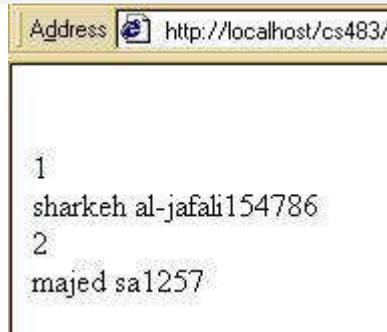 Address http://localhost/cs483/
1
sharkeh al-jafali154786
2
majed sa1257